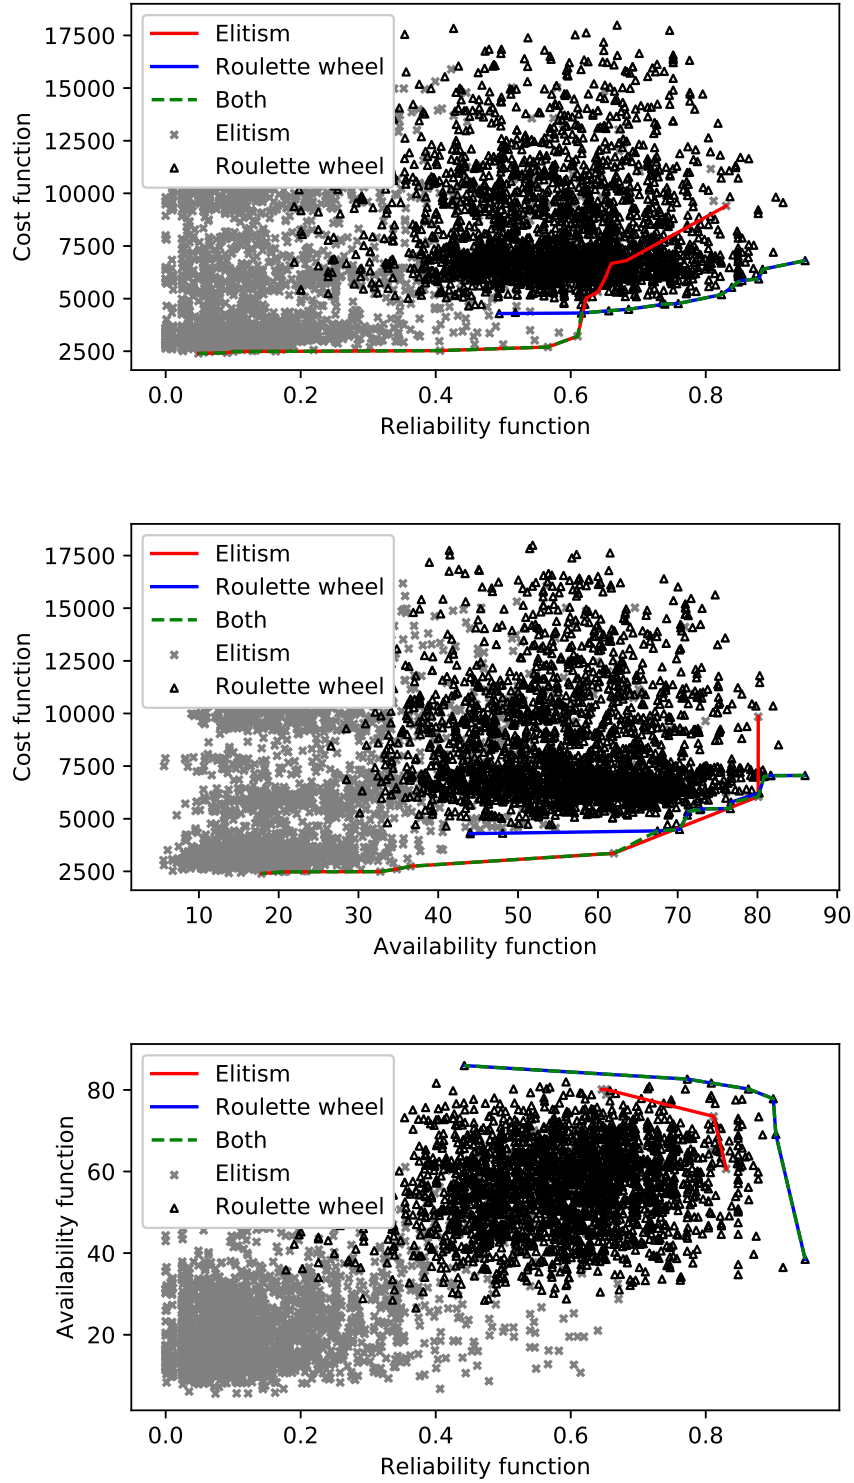 17500
15000
12500
10000
7500
5000
2500
Cost function
Elitism
Roulette wheel
Both
Elitism
Roulette wheel
0.0 0.2 0.4 0.6 0.8
Reliability function
17500
15000
12500
10000
7500
5000
2500
Cost function
Elitism
Roulette wheel
Both
Elitism
Roulette wheel
10 20 30 40 50 60 70 80 90
Availability function
80
60
40
20
Availability function
Elitism
Roulette wheel
Both
Elitism
Roulette wheel
0.0 0.2 0.4 0.6 0.8
Reliability function